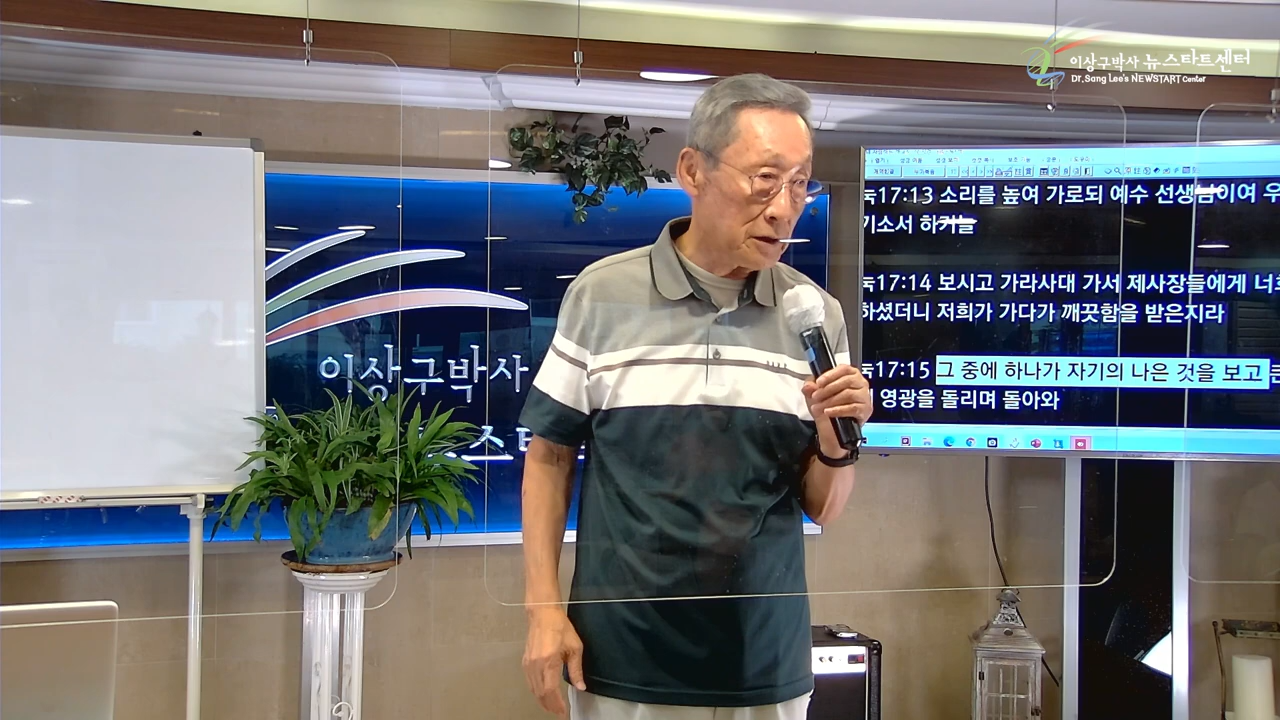 이상구박사 뉴스타트센터
Dr. Sang Lee's NEWSTART Center
눅17:13 소리를 높여 가로되 예수 선생님이여 우
기소서 하거늘
눅17:14 보시고 가라사대 가서 제사장들에게 너희
하셨더니 저희가 가다가 깨끗함을 받은지라
눅17:15 그 중에 하나가 자기의 나은 것을 보고 큰
영광을 돌리며 돌아와
이상구박사